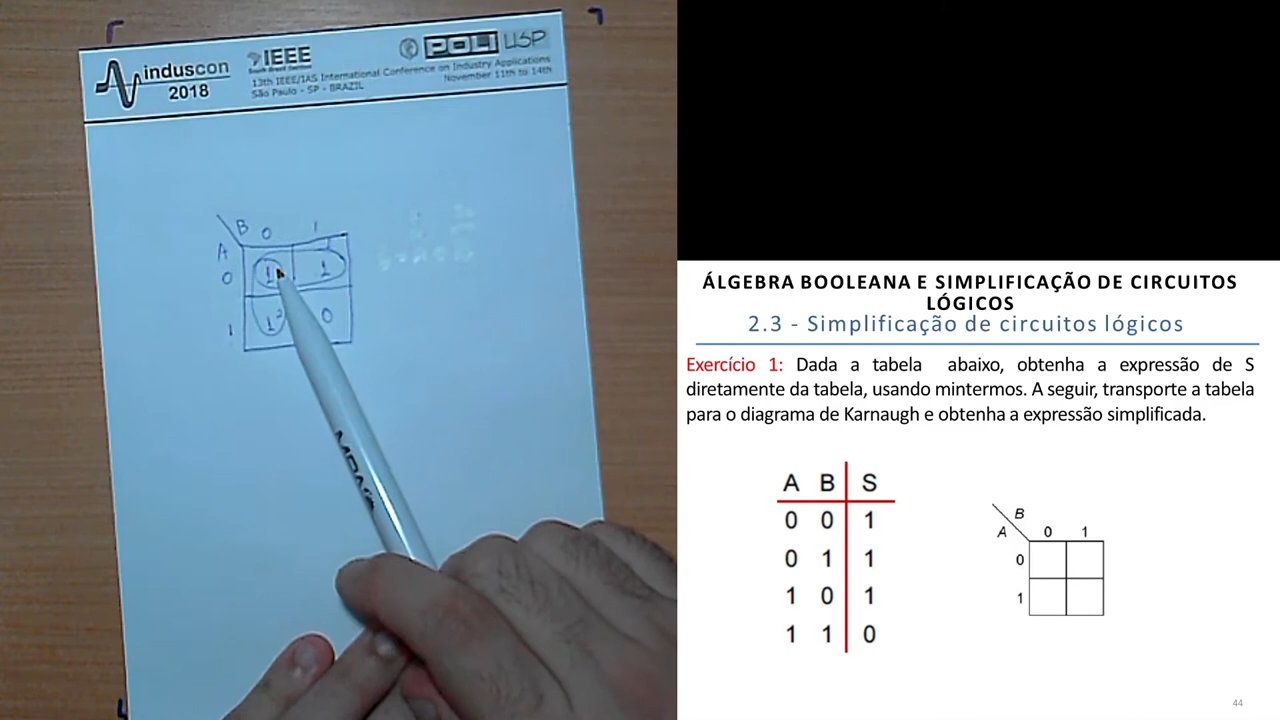 induscon
2018
IEEE
POLI USP
13th IEEE/IAS International Conference on Industry Applications
São Paulo - SP - BRAZIL
November 11th to 14th
B 0 1
A
0 1 1
1 1 0
ÁLGEBRA BOOLEANA E SIMPLIFICAÇÃO DE CIRCUITOS
LÓGICOS
2.3 - Simplificação de circuitos lógicos
Exercício 1: Dada a tabela abaixo, obtenha a expressão de S
diretamente da tabela, usando mintermos. A seguir, transporte a tabela
para o diagrama de Karnaugh e obtenha a expressão simplificada.
A B S
0 0 1
0 1 1
1 0 1
1 1 0
B
A 0 1
0
1
44